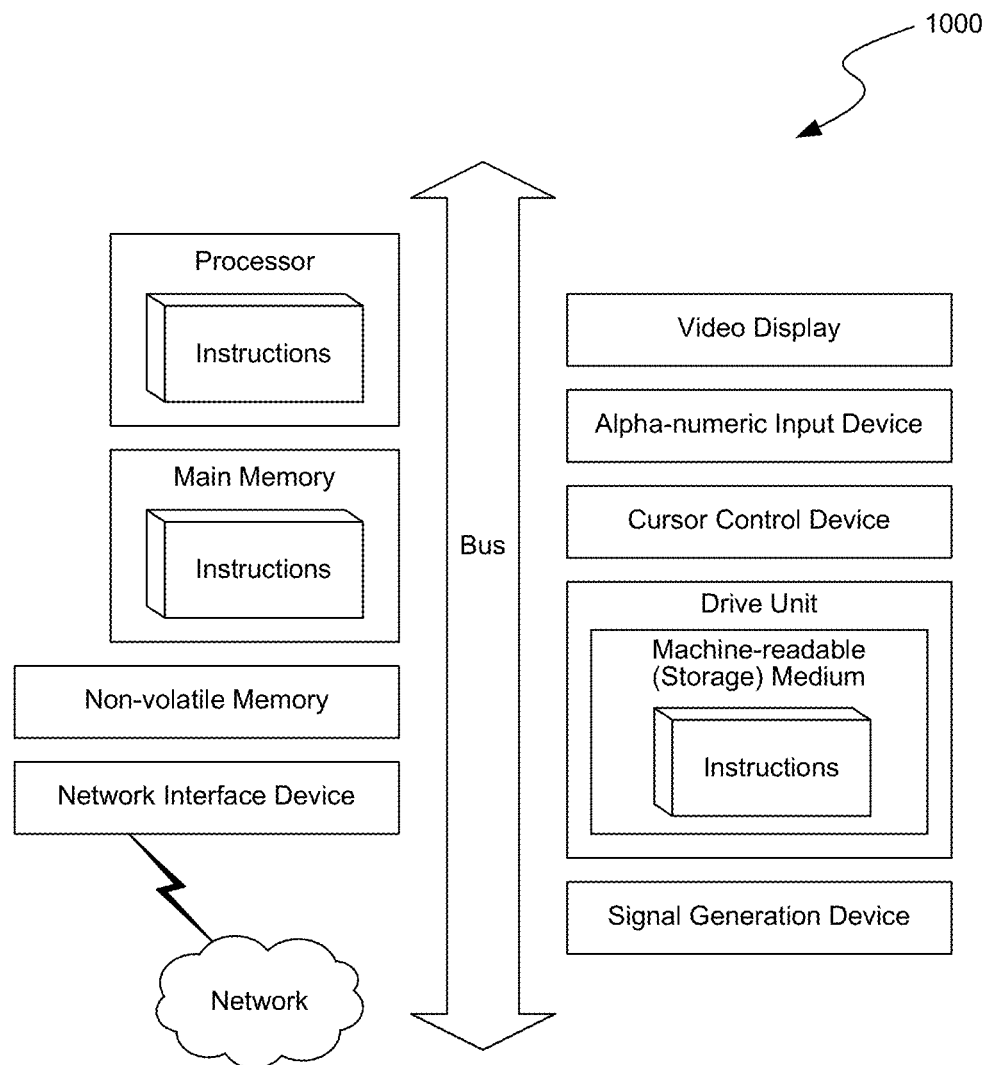 1000
Processor
Instructions
Main Memory
Instructions
Non-volatile Memory
Network Interface Device
Network
Bus
Video Display
Alpha-numeric Input Device
Cursor Control Device
Drive Unit
Machine-readable
(Storage) Medium
Instructions
Signal Generation Device